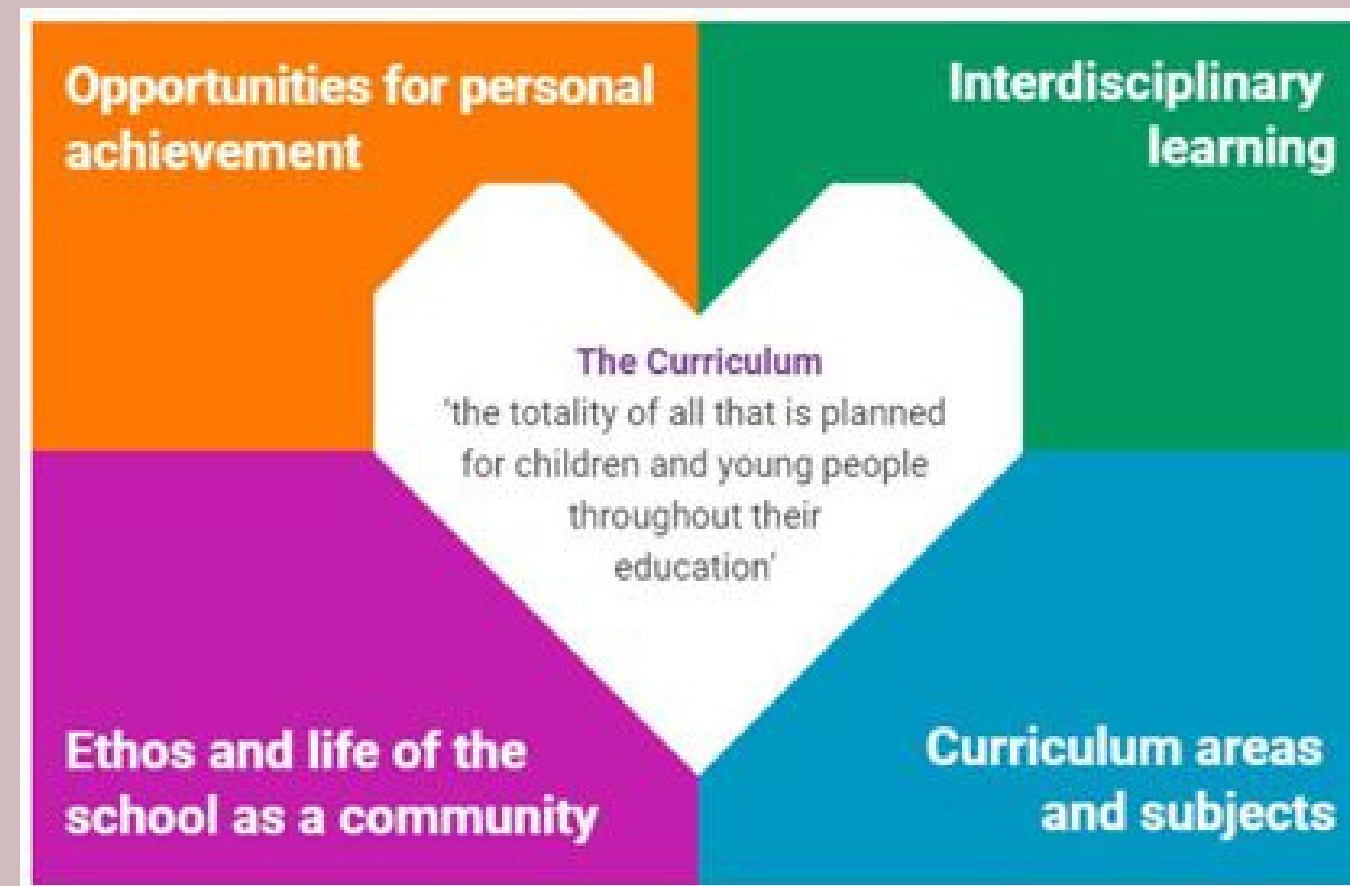 Opportunities for personal
achievement
Interdisciplinary
learning
The Curriculum
‘the totality of all that is planned
for children and young people
throughout their
education’
Ethos and life of the
school as a community
Curriculum areas
and subjects